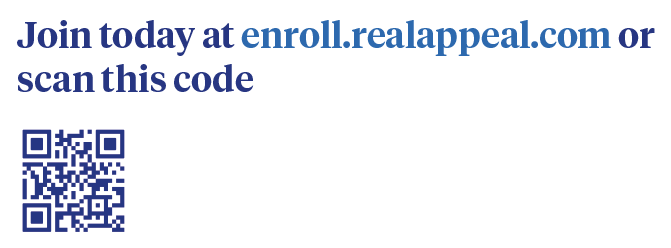 Join today at enroll.realappeal.com or
scan this code